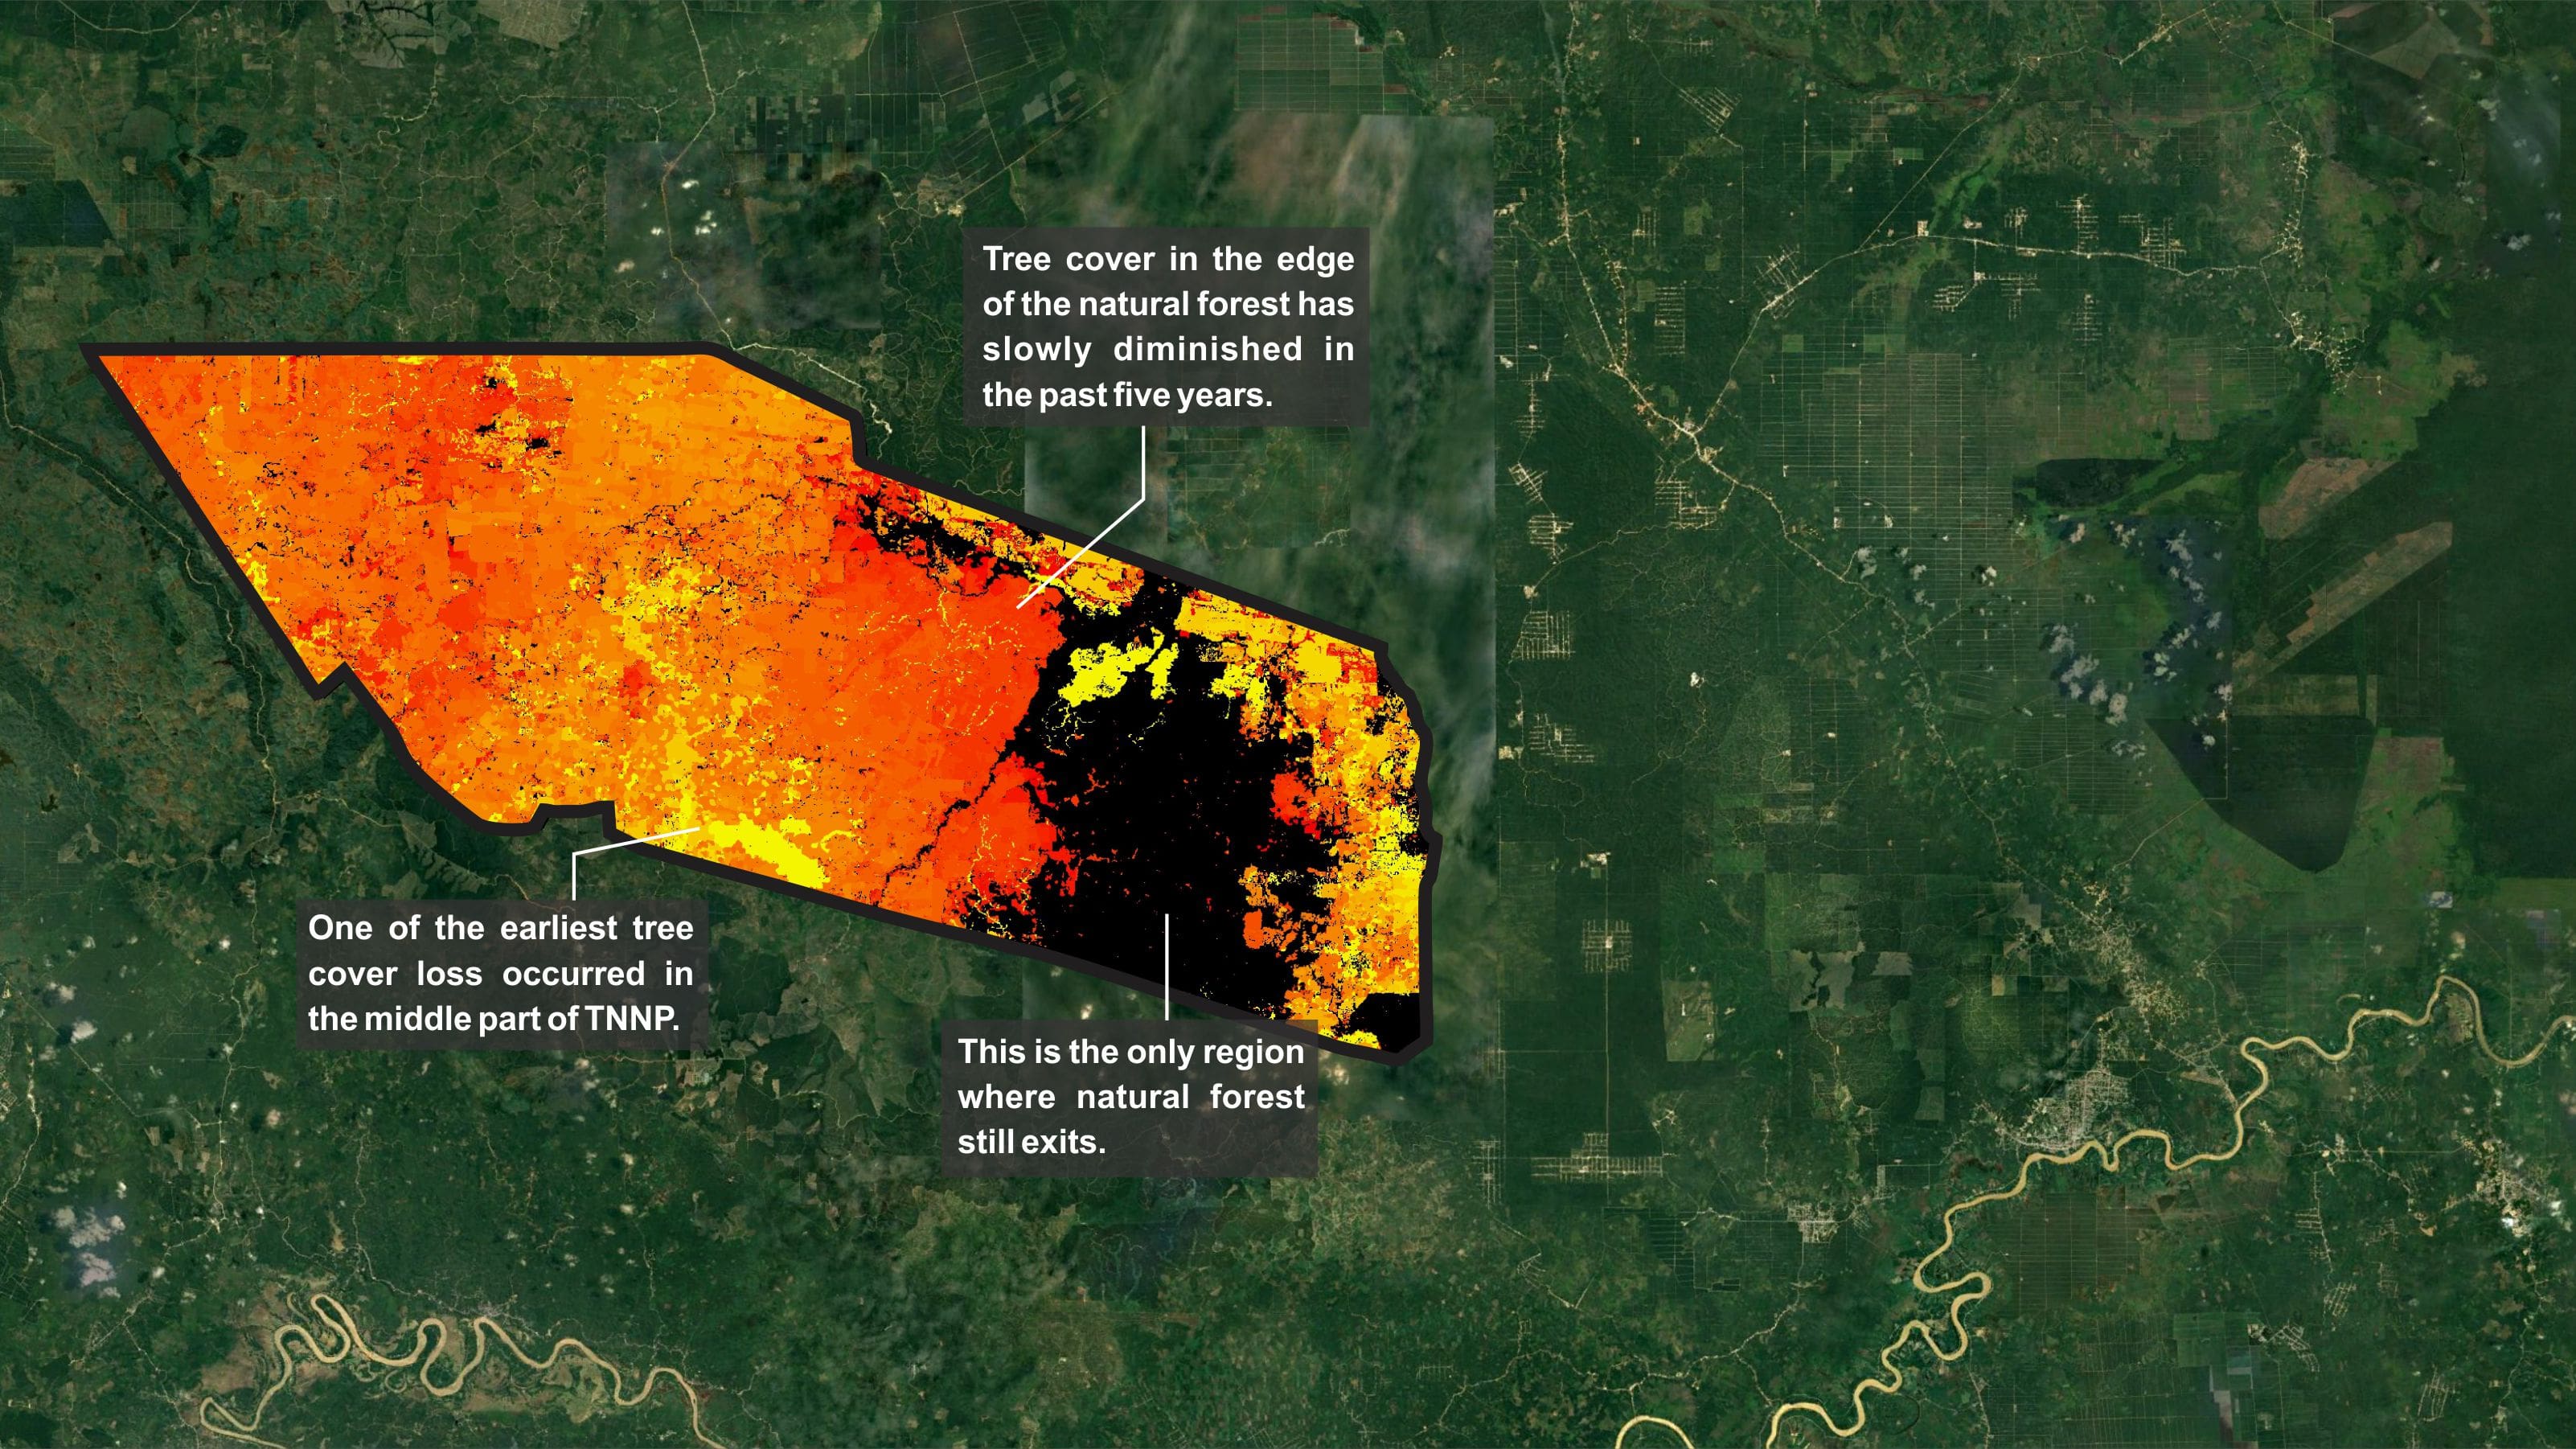 Tree cover in the edge
of the natural forest has
slowly diminished in
the past five years.
One of the earliest tree
cover loss occurred in
the middle part of TNNP.
This is the only region
where natural forest
still exits.